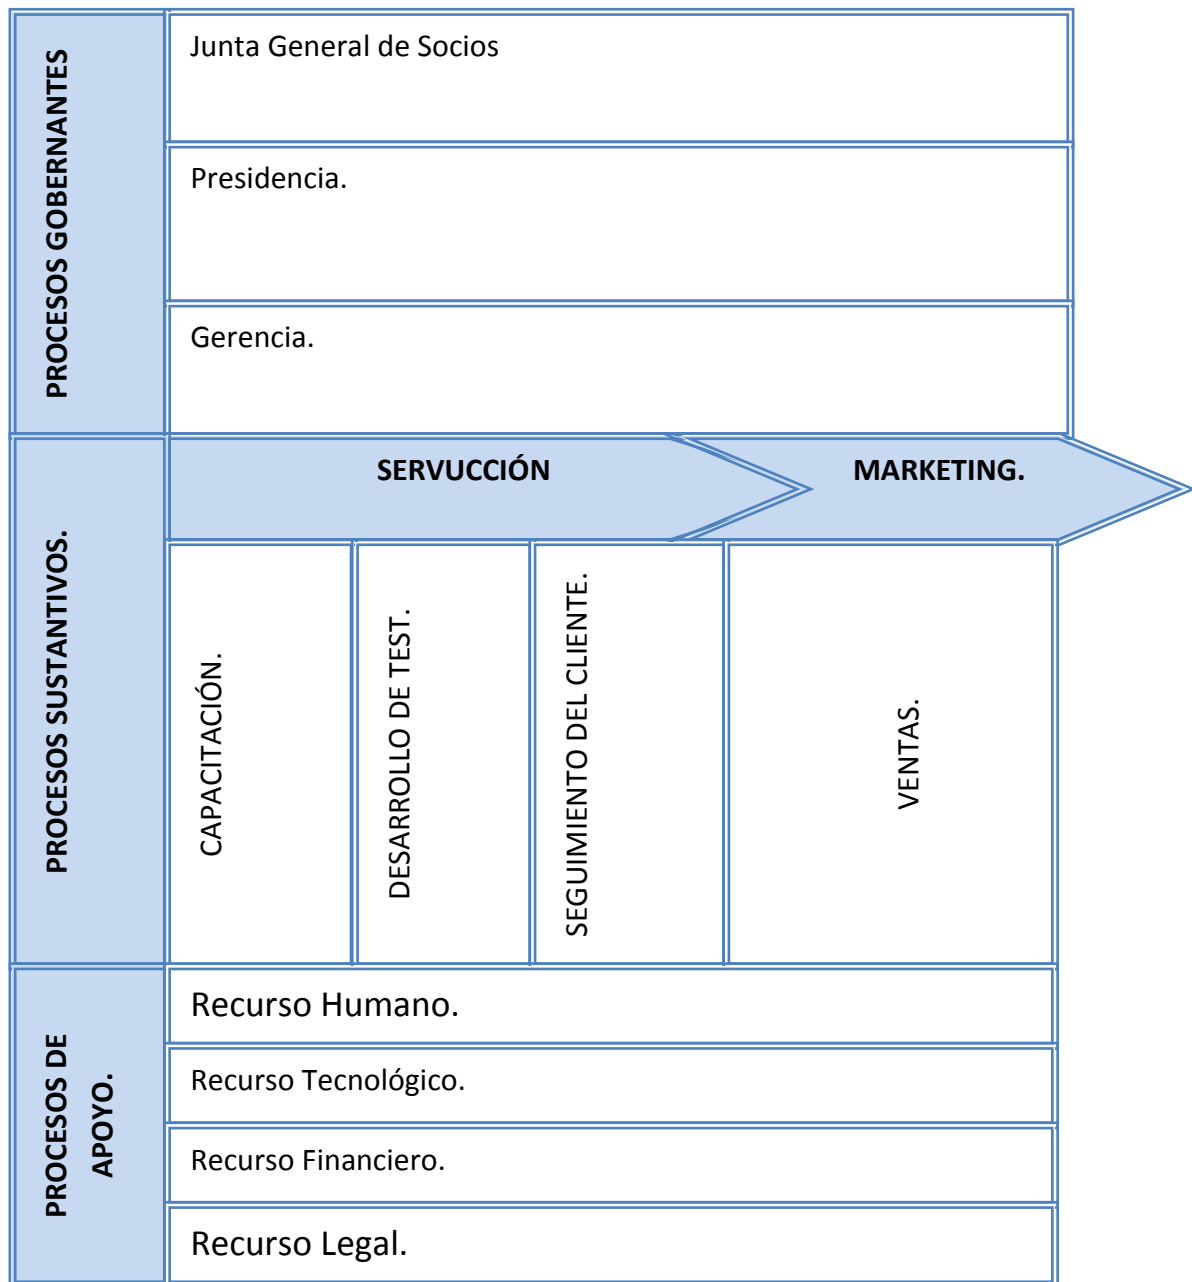 PROCESOS GOBERNANTES
Junta General de Socios
Presidencia.
Gerencia.
PROCESOS SUSTANTIVOS.
SERVUCCIÓN
MARKETING.
CAPACITACIÓN.
DESARROLLO DE TEST.
SEGUIMIENTO DEL CLIENTE.
VENTAS.
PROCESOS DE
APOYO.
Recurso Humano.
Recurso Tecnológico.
Recurso Financiero.
Recurso Legal.